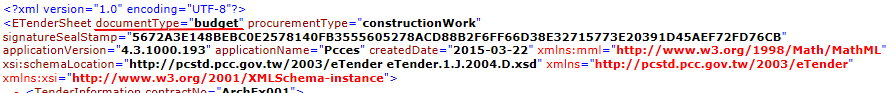 <?xml version="1.0" encoding="UTF-8"?>
<ETenderSheet documentType="budget" procurementType="constructionWork"
signatureSealStamp="5672A3E148BEBC0E2578140FB3555605278ACD88B2F6FF66D38E32715773E20391D45AEF72FD76CB"
applicationVersion="4.3.1000.193" applicationName="Pcces" createdDate="2015-03-22" xmlns:mml="http://www.w3.org/1998/Math/MathML"
xsi:schemaLocation="http://pcstd.pcc.gov.tw/2003/eTender eTender.1.J.2004.D.xsd" xmlns="http://pcstd.pcc.gov.tw/2003/eTender"
xmlns:xsi="http://www.w3.org/2001/XMLSchema-instance">
- <TenderInformation contractNo="ArchEx001">